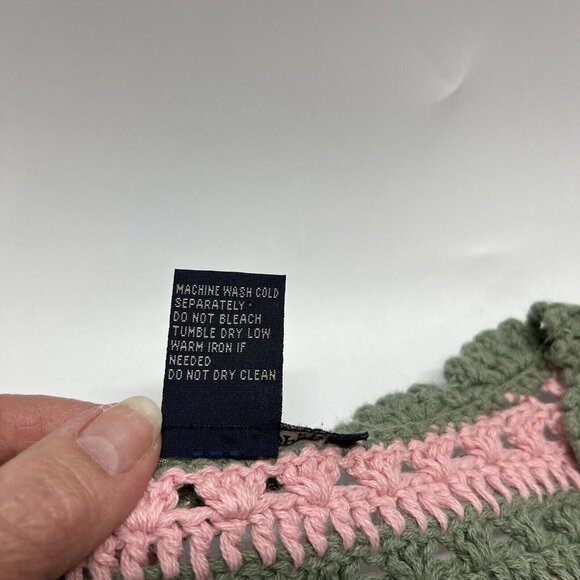 MACHINE WASH COLD
SEPARATELY-
DO NOT BLEACH
TUMBLE DRY LOW
WARM IRON IF
NEEDED
DO NOT DRY CLEAN